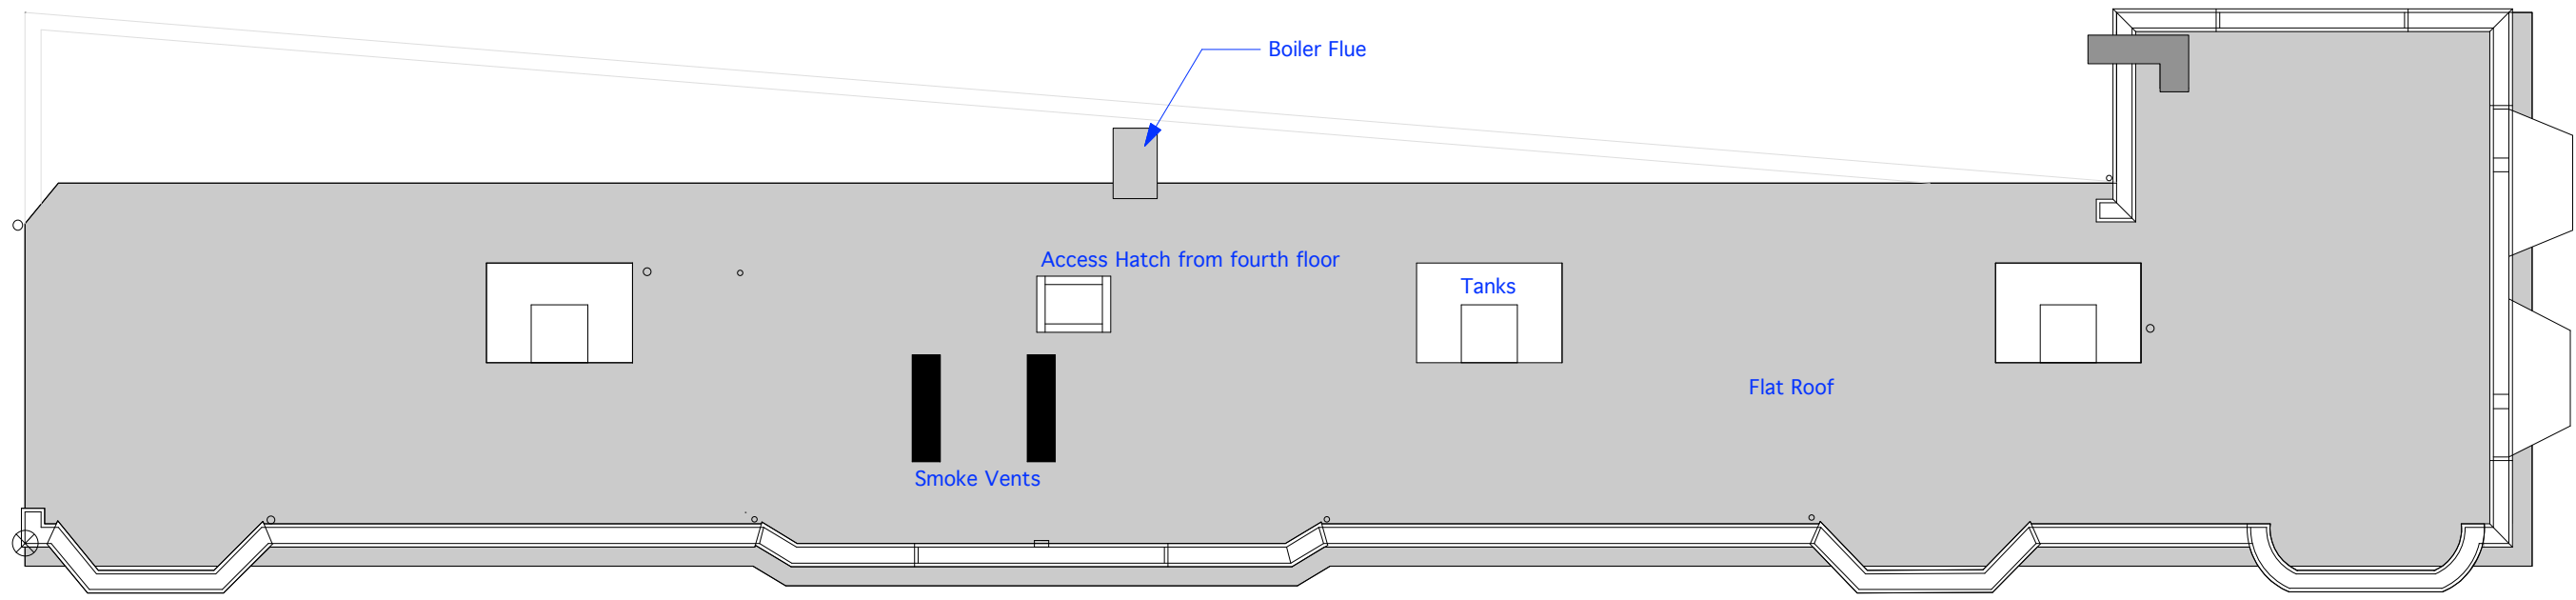 Boiler Flue
Access Hatch from fourth floor
Tanks
Flat Roof
Smoke Vents